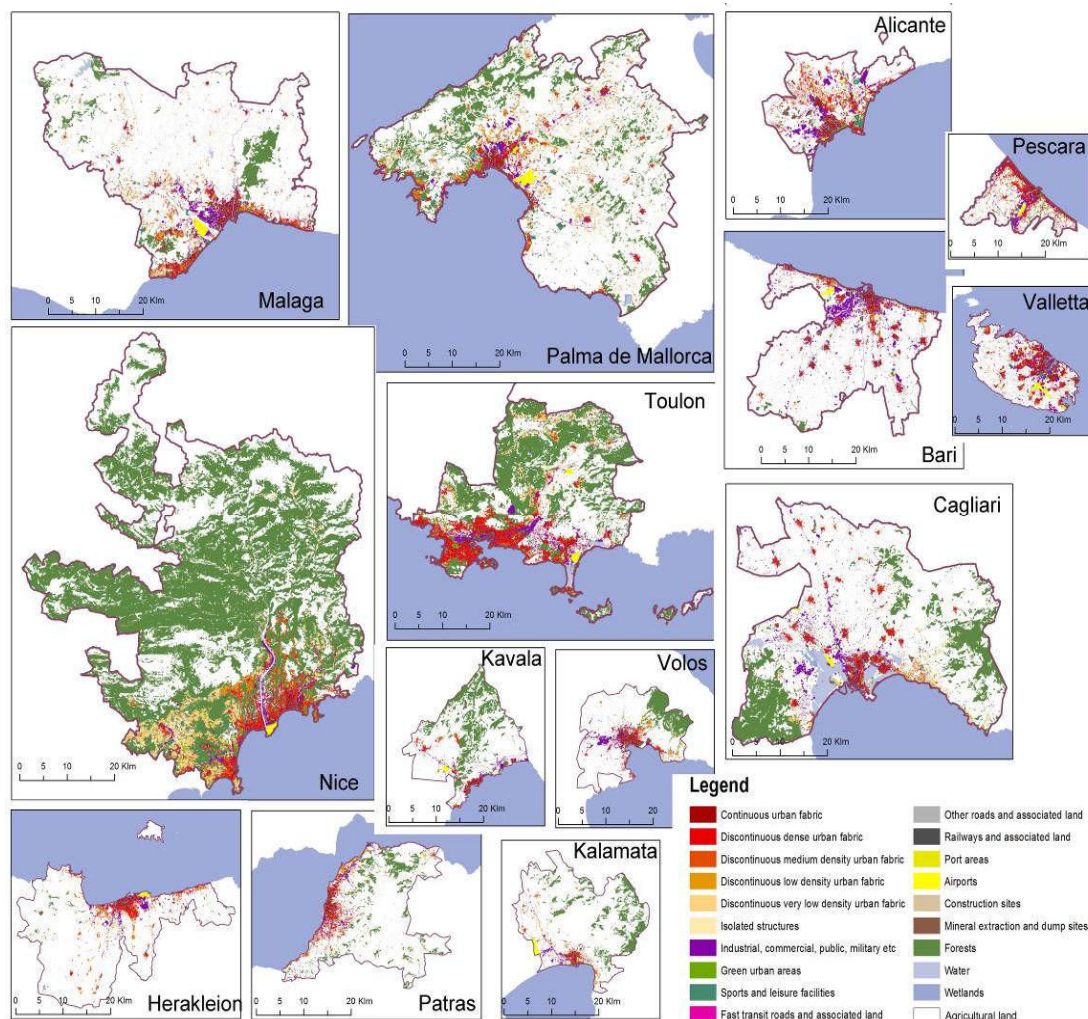 Malaga
0 5 10 20 Klm
Palma de Mallorca
0 5 10 20 Klm
Alicante
0 5 10 20 Klm
Pescara
0 5 10 20 Klm
Bari
0 5 10 20 Klm
Valletta
0 5 10 20 Klm
Nice
0 5 10 20 Klm
Toulon
0 5 10 20 Klm
Cagliari
0 5 10 20 Klm
Kavala
0 5 10 20 Klm
Volos
0 5 10 20
Herakleion
0 5 10 20 Klm
Patras
0 5 10 20 Klm
Kalamata
0 5 10 20 Klm
Legend
Continuous urban fabric
Discontinuous dense urban fabric
Discontinuous medium density urban fabric
Discontinuous low density urban fabric
Discontinuous very low density urban fabric
Isolated structures
Industrial, commercial, public, military etc
Green urban areas
Sports and leisure facilities
Fast transit roads and associated land
Other roads and associated land
Railways and associated land
Port areas
Airports
Construction sites
Mineral extraction and dump sites
Forests
Water
Wetlands
Agricultural land